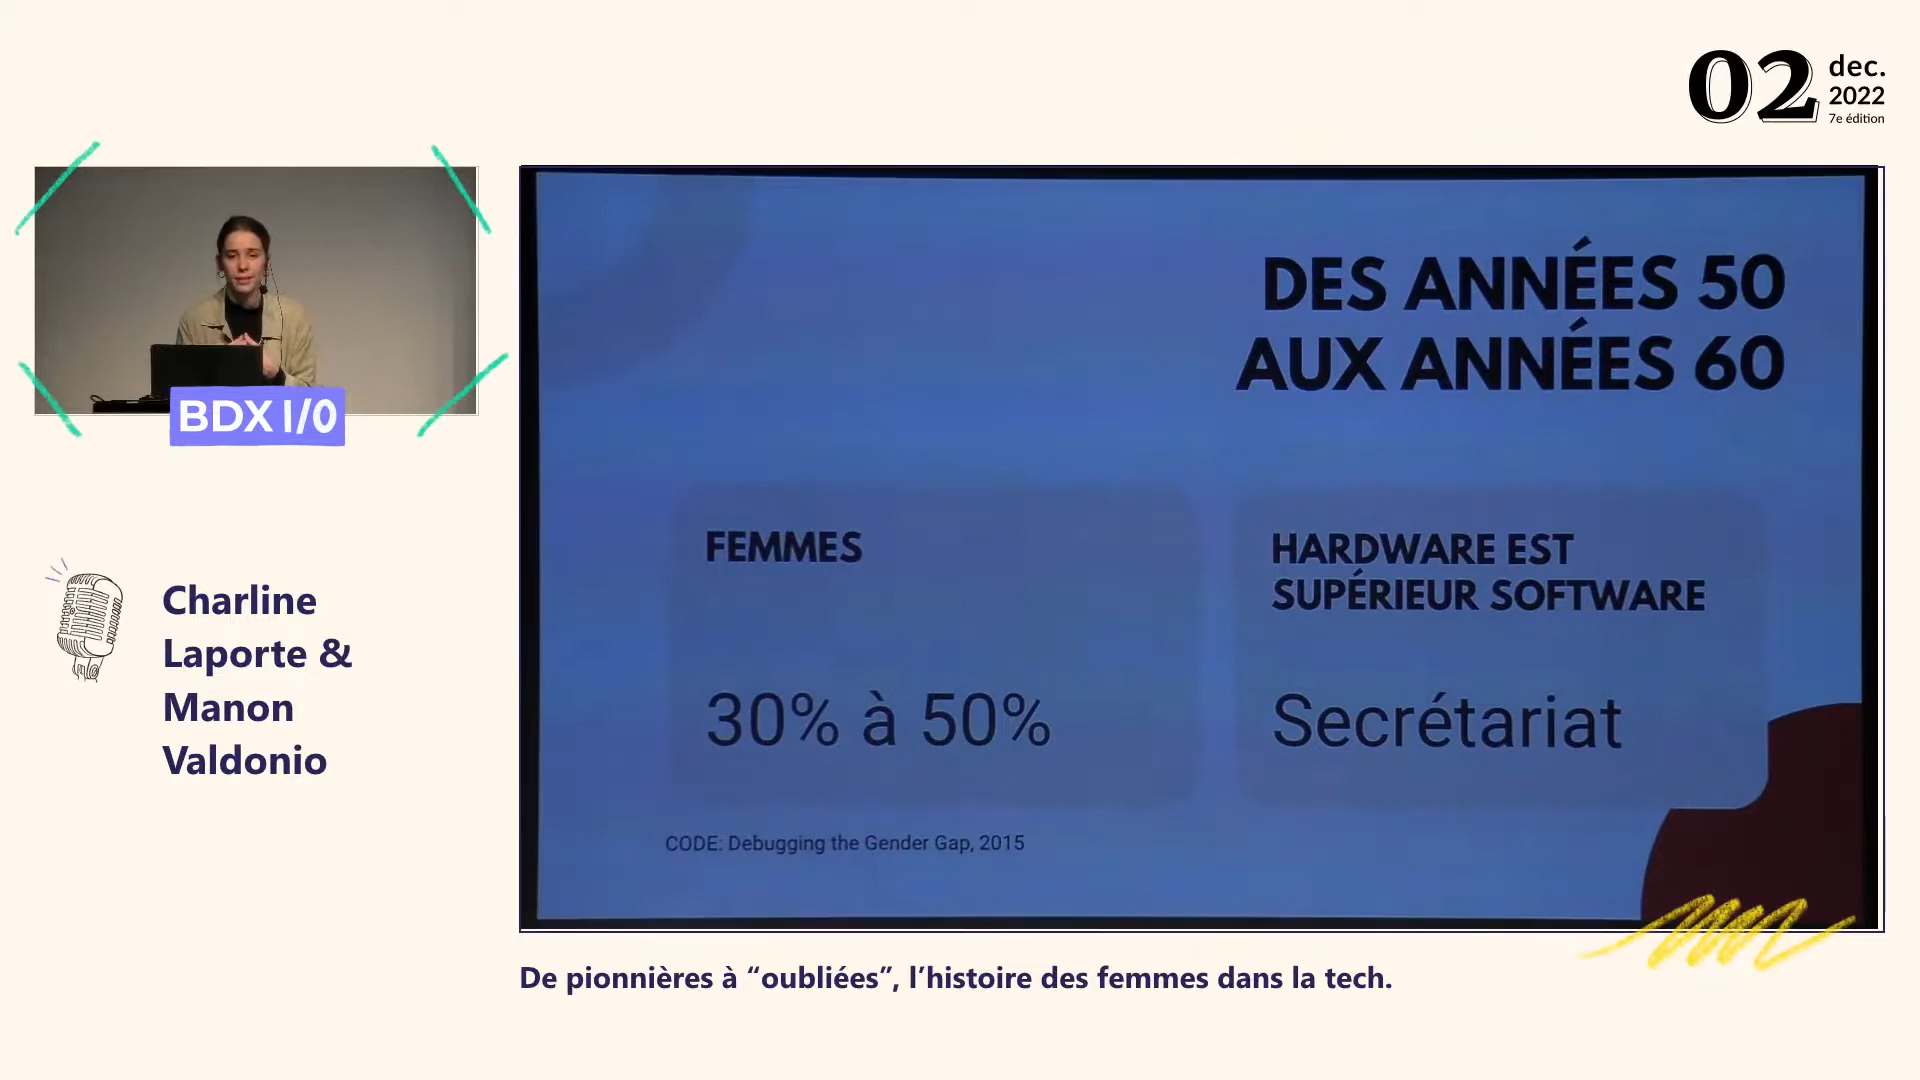 02
dec.
2022
7e édition
BDX I/O
Charline
Laporte &
Manon
Valdonio
DES ANNÉES 50
AUX ANNÉES 60
FEMMES
30% à 50%
HARDWARE EST
SUPÉRIEUR SOFTWARE
Secrétariat
CODE: Debugging the Gender Gap, 2015
De pionnières à “oubliées”, l’histoire des femmes dans la tech.